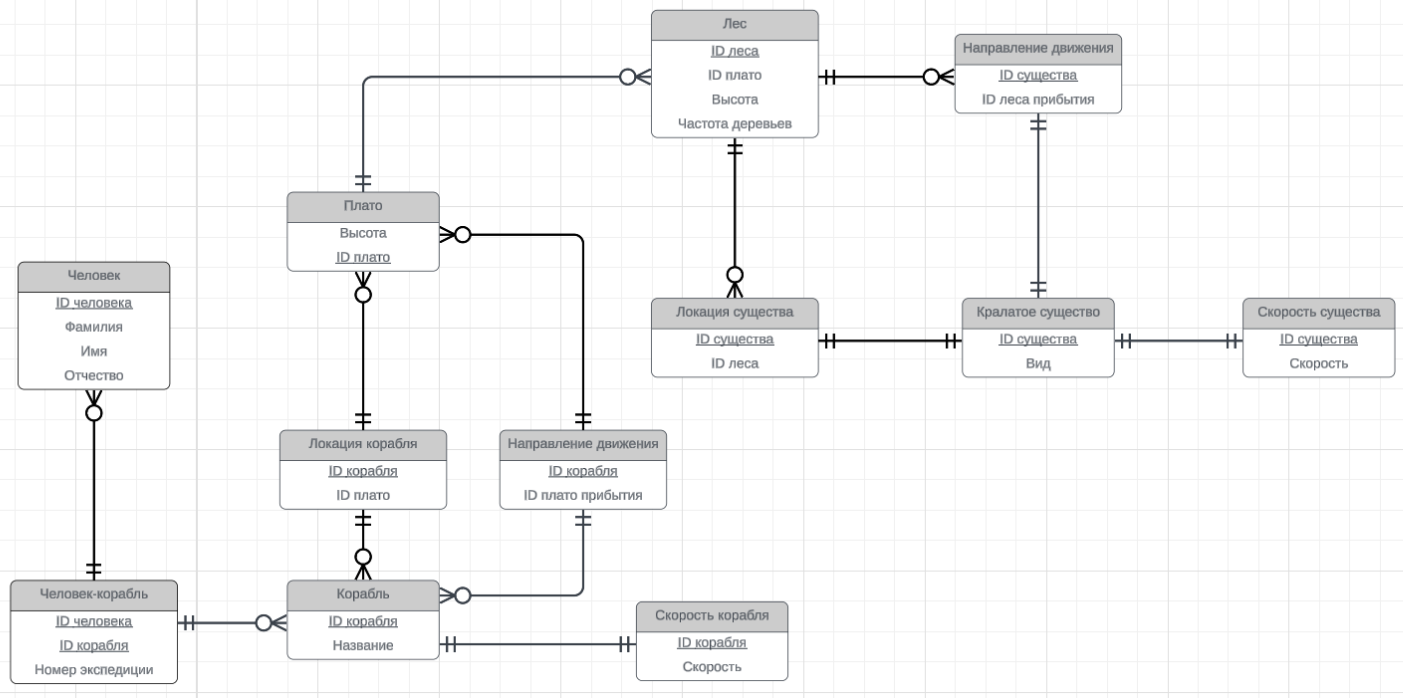 Лес
ID леса
ID плато
Высота
Частота деревьев
Направление движения
ID существа
ID леса прибытия
Плато
Высота
ID плато
Человек
ID человека
Фамилия
Имя
Отчество
Локация существа
ID существа
ID леса
Кралатое существо
ID существа
Вид
Скорость существа
ID существа
Скорость
Локация корабля
ID корабля
ID плато
Направление движения
ID корабля
ID плато прибытия
Человек-корабль
ID человека
ID корабля
Номер экспедиции
Корабль
ID корабля
Название
Скорость корабля
ID корабля
Скорость